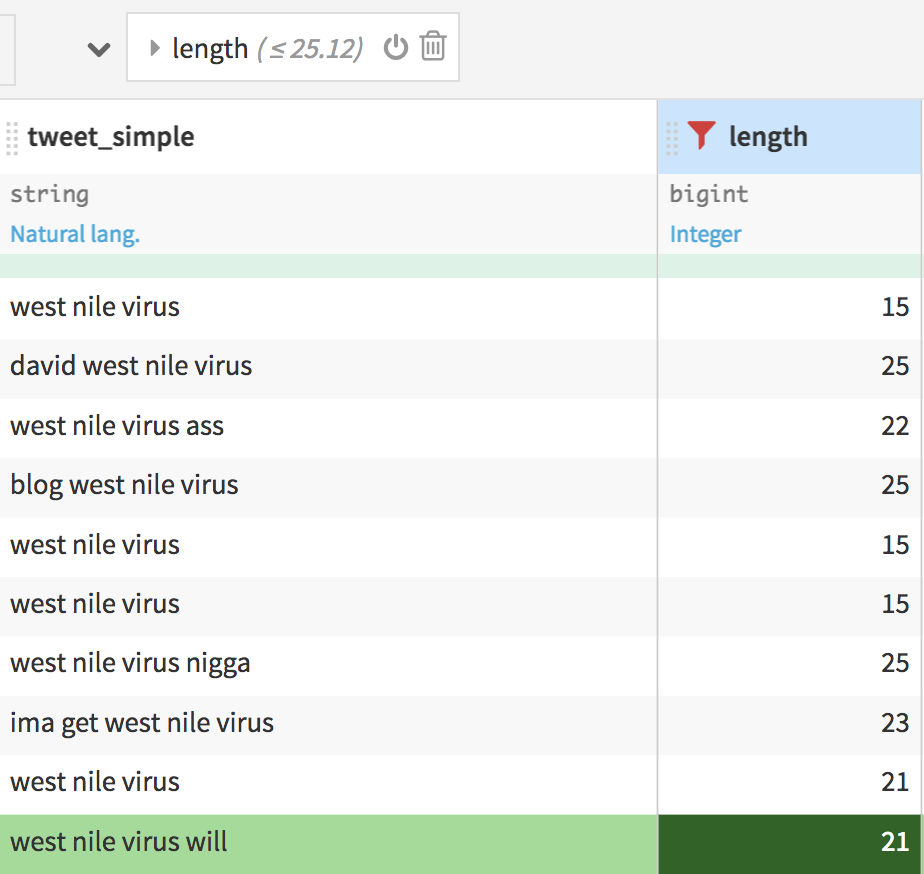 length (≤ 25.12)
tweet_simple length
string bigint
Natural lang. Integer
west nile virus 15
david west nile virus 25
west nile virus ass 22
blog west nile virus 25
west nile virus 15
west nile virus 15
west nile virus nigga 25
ima get west nile virus 23
west nile virus 21
west nile virus will 21